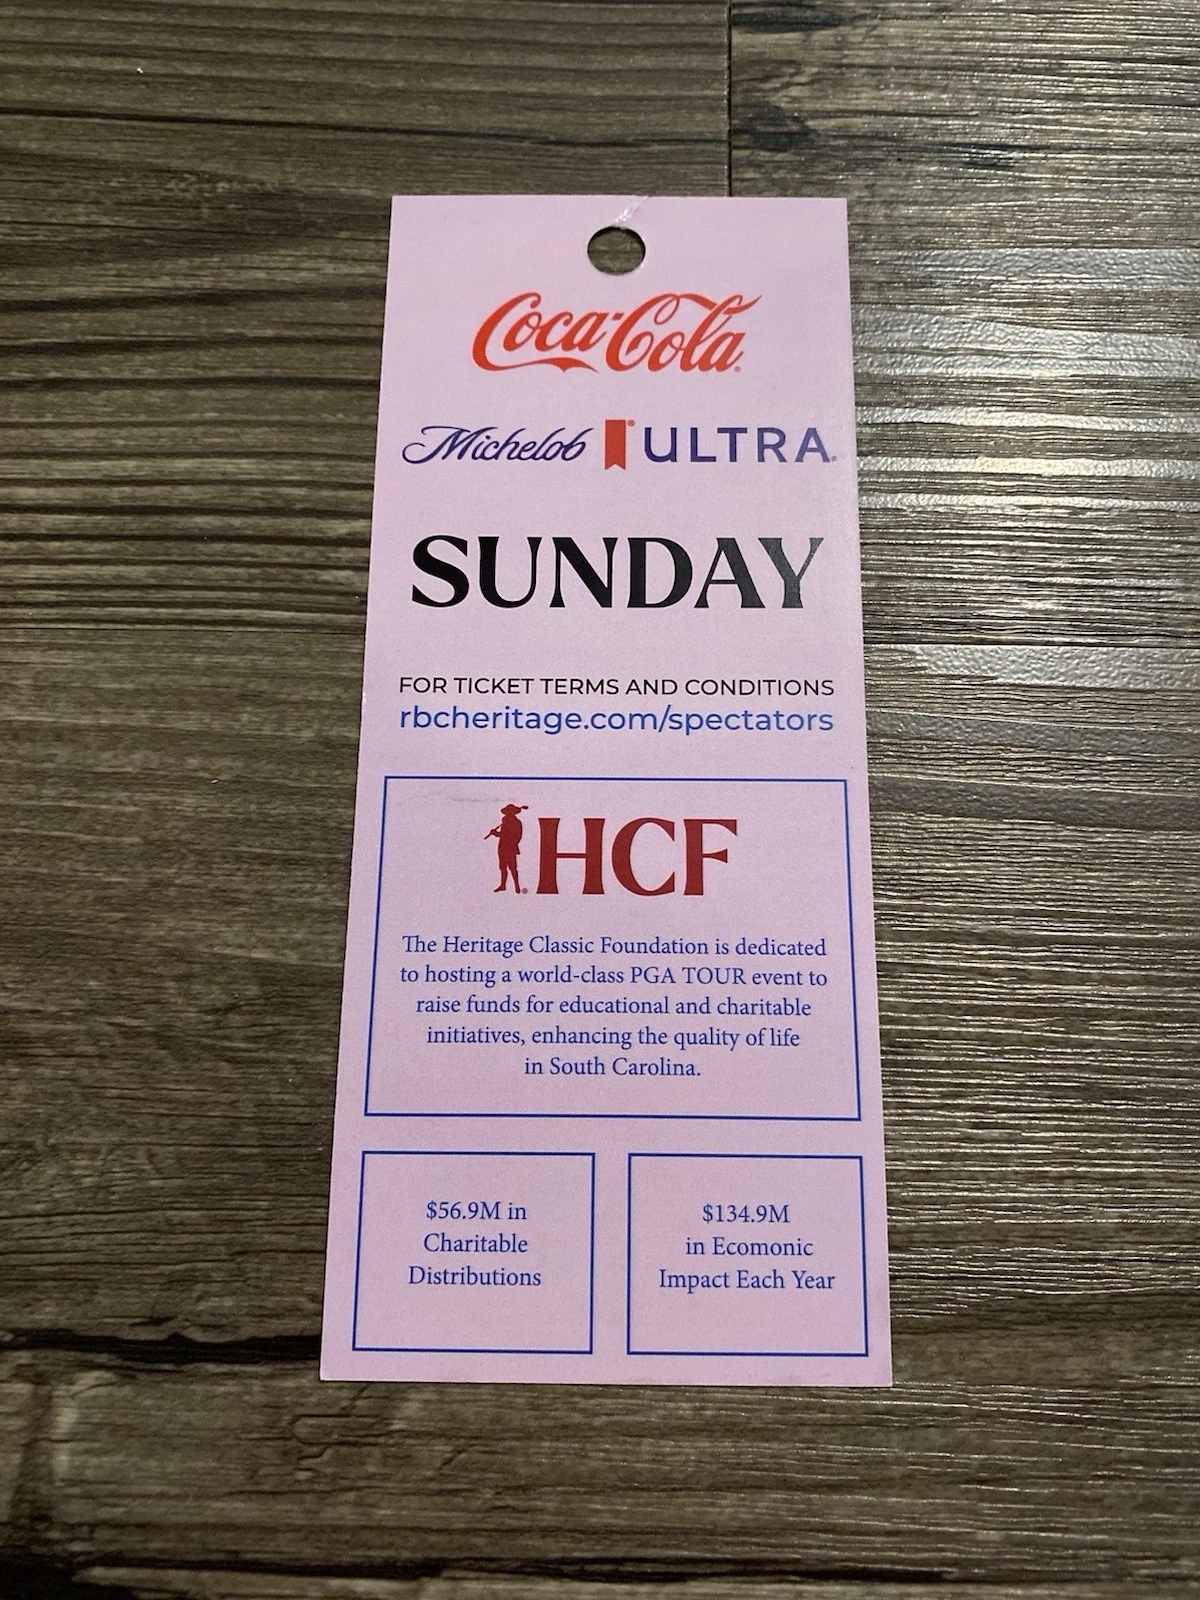 Coca-Cola
Michelob ULTRA
SUNDAY
FOR TICKET TERMS AND CONDITIONS
rbcheritage.com/spectators
HCF
The Heritage Classic Foundation is dedicated
to hosting a world-class PGA TOUR event to
raise funds for educational and charitable
initiatives, enhancing the quality of life
in South Carolina.
$56.9M in
Charitable
Distributions
$134.9M
in Ecomonic
Impact Each Year